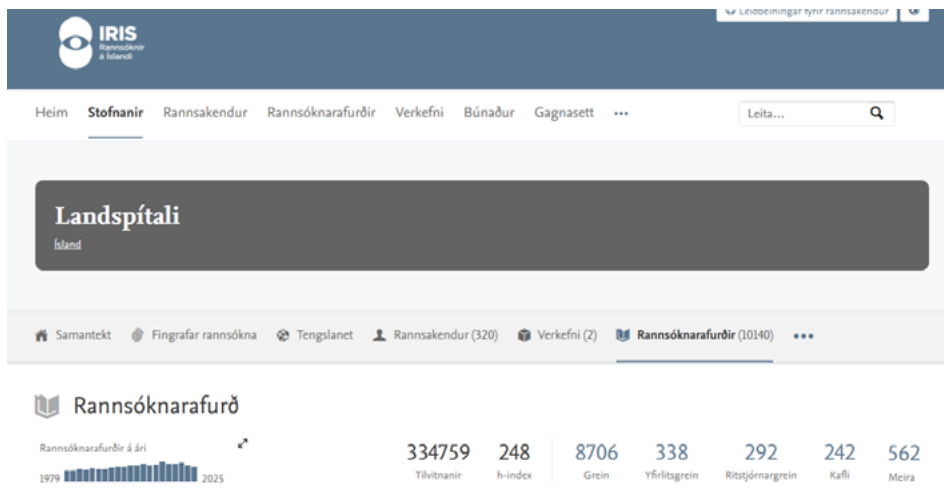 Leiðbeiningar fyrir rannsakendur
IRIS
Rannsóknir
á Íslandi
Heim Stofnanir Rannsakendur Rannsóknarafurðir Verkefni Búnaður Gagnasett ••• Leita...
Landspítali
Ísland
Samantekt Fingrafar rannsókna Tengslanet Rannsakendur (320) Verkefni (2) Rannsóknarafurðir (10140) •••
Rannsóknarafurð
Rannsóknarafurðir á ári
334759 248 8706 338 292 242 562
1979 2025 Tilvitnanir h-index Grein Yfirlitsgrein Ritstjórnargrein Kafli Meira